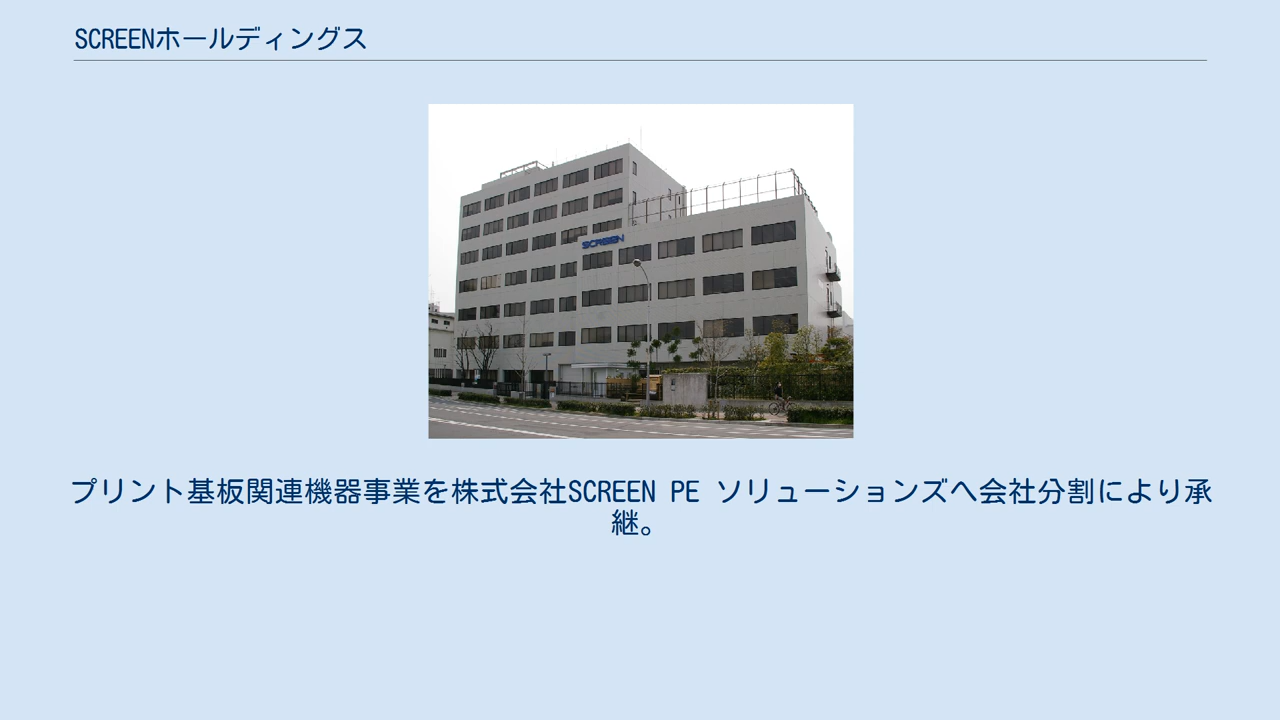 SCREENホールディングス
SCREEN
プリント基板関連機器事業を株式会社SCREEN PE ソリューションズへ会社分割により承
継。